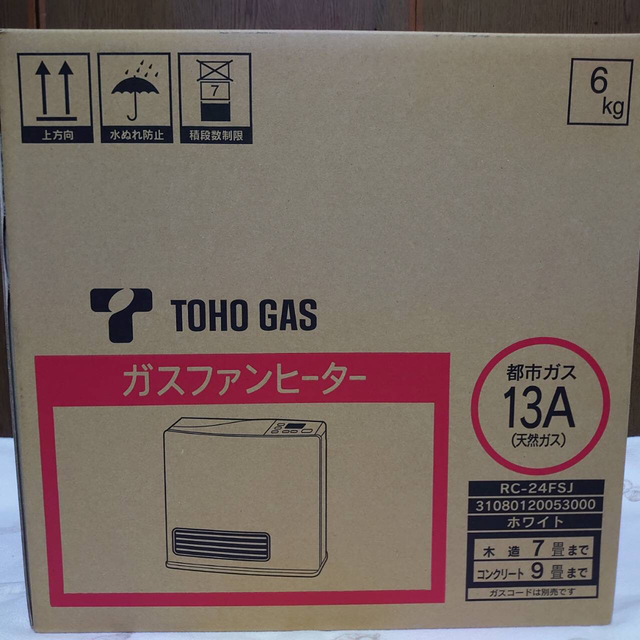 上方向
水ぬれ防止
7
積段数制限
6
kg
TOHO GAS
ガスファンヒーター
都市ガス
13A
(天然ガス)
RC-24FSJ
31080120053000
ホワイト
木造 7畳まで
コンクリート 9畳まで
ガスコードは別売です